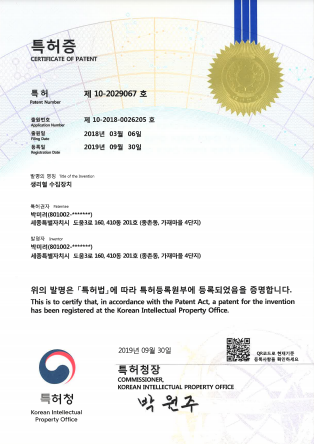 특허증
CERTIFICATE OF PATENT
특 허 제 10-2029067 호
Patent Number
출원번호 제 10-2018-0026205 호
Application Number
출원일 2018년 03월 06일
Filing Date
등록일 2019년 09월 30일
Registration Date
발명의 명칭 Title of the Invention
생리혈 수집장치
특허권자 Patentee
박미라(801002-*******)
세종특별자치시 도움3로 160, 410동 201호 (종촌동, 가재마을 4단지)
발명자 Inventor
박미라(801002-*******)
세종특별자치시 도움3로 160, 410동 201호 (종촌동, 가재마을 4단지)
위의 발명은 「특허법」에 따라 특허등록원부에 등록되었음을 증명합니다.
This is to certify that, in accordance with the Patent Act, a patent for the invention
has been registered at the Korean Intellectual Property Office.
2019년 09월 30일
QR코드로 현재기준
등록사항을 확인하세요
특허청장
COMMISSIONER,
KOREAN INTELLECTUAL PROPERTY OFFICE
박 원 주
특허청
Korean Intellectual
Property Office